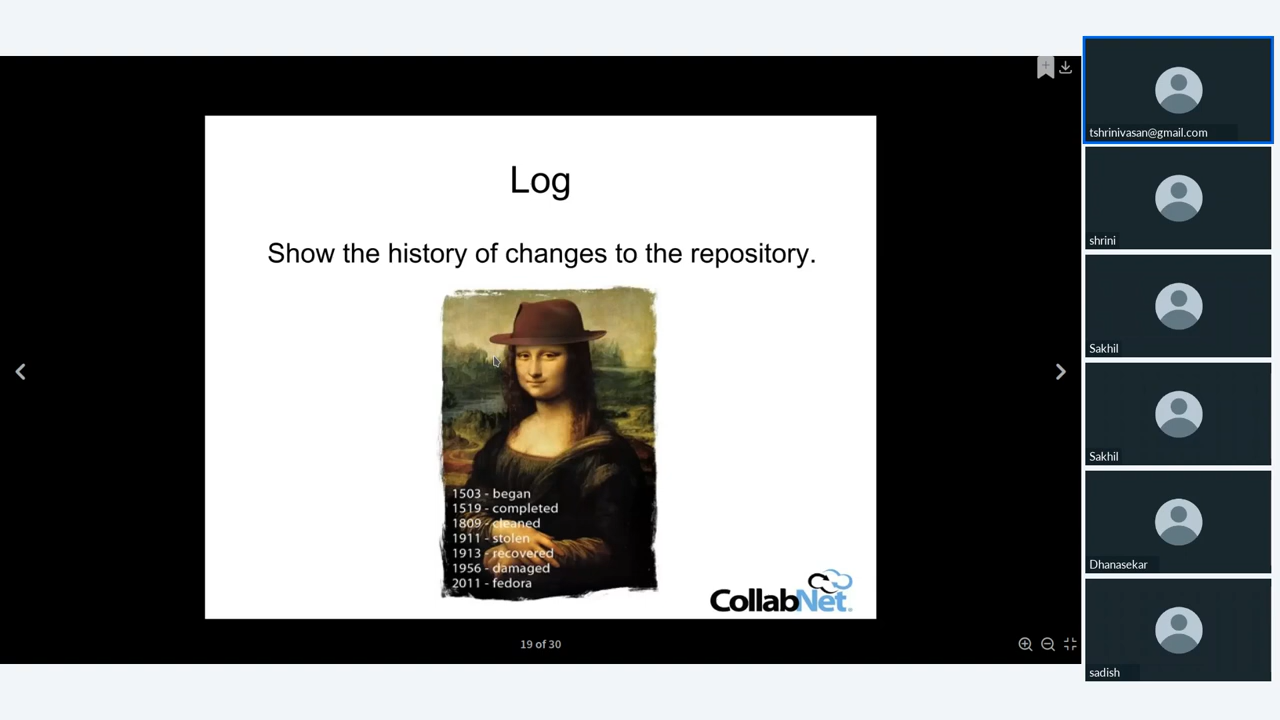 Log
Show the history of changes to the repository.
1503 - began
1519 - completed
1809 - cleaned
1911 - stolen
1913 - recovered
1956 - damaged
2011 - fedora
CollabNet
19 of 30
tshrinivasan@gmail.com
shrini
Sakhil
Sakhil
Dhanasekar
sadish